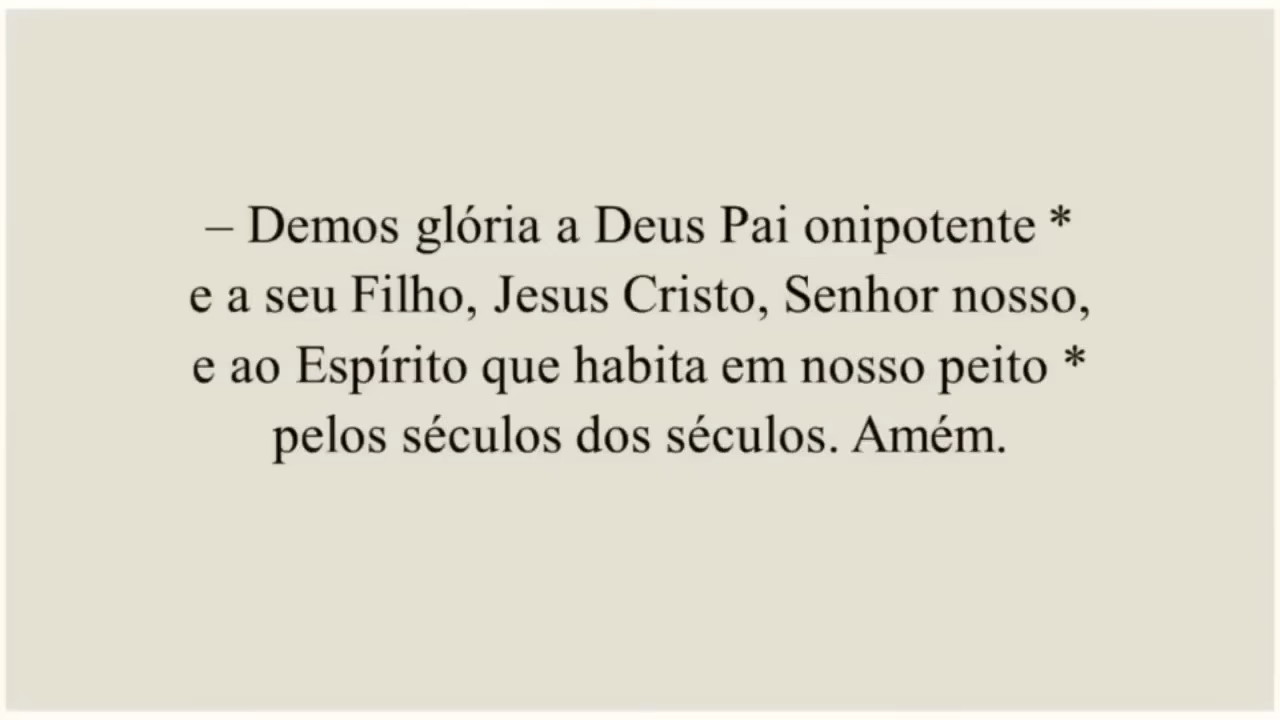 – Demos glória a Deus Pai onipotente *
e a seu Filho, Jesus Cristo, Senhor nosso,
e ao Espírito que habita em nosso peito *
pelos séculos dos séculos. Amém.